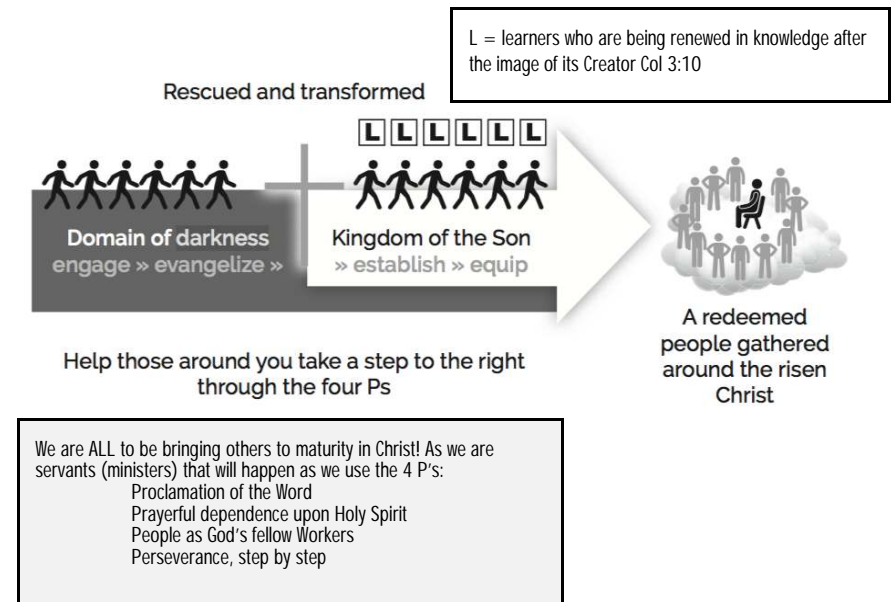 L = learners who are being renewed in knowledge after
the image of its Creator Col 3:10
Rescued and transformed
L L L L L L
Domain of darkness
engage » evangelize »
Kingdom of the Son
» establish » equip
A redeemed
people gathered
around the risen
Christ
Help those around you take a step to the right
through the four Ps
We are ALL to be bringing others to maturity in Christ! As we are
servants (ministers) that will happen as we use the 4 P's:
Proclamation of the Word
Prayerful dependence upon Holy Spirit
People as God's fellow Workers
Perseverance, step by step